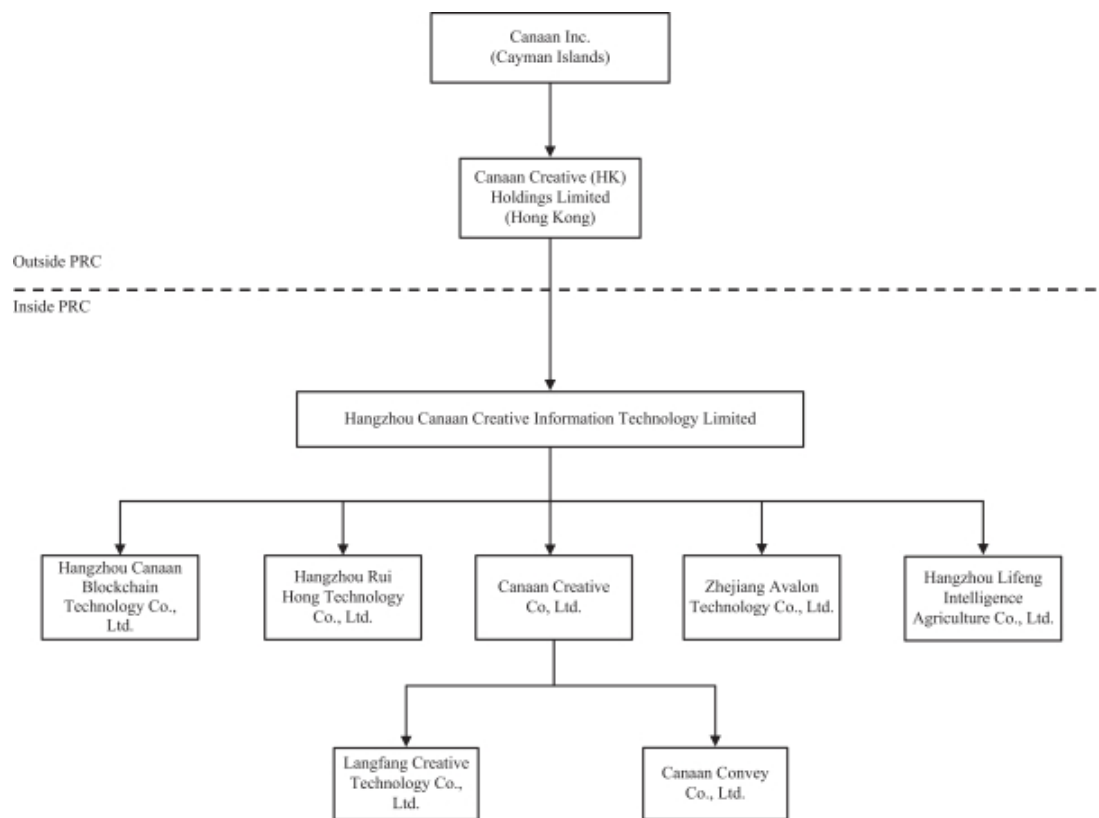 Canaan Inc.
(Cayman Islands)
Canaan Creative (HK)
Holdings Limited
(Hong Kong)
Outside PRC
Inside PRC
Hangzhou Canaan Creative Information Technology Limited
Hangzhou Canaan
Blockchain
Technology Co.,
Ltd.
Hangzhou Rui
Hong Technology
Co., Ltd.
Canaan Creative
Co, Ltd.
Zhejiang Avalon
Technology Co., Ltd.
Hangzhou Lifeng
Intelligence
Agriculture Co., Ltd.
Langfang Creative
Technology Co.,
Ltd.
Canaan Convey
Co., Ltd.